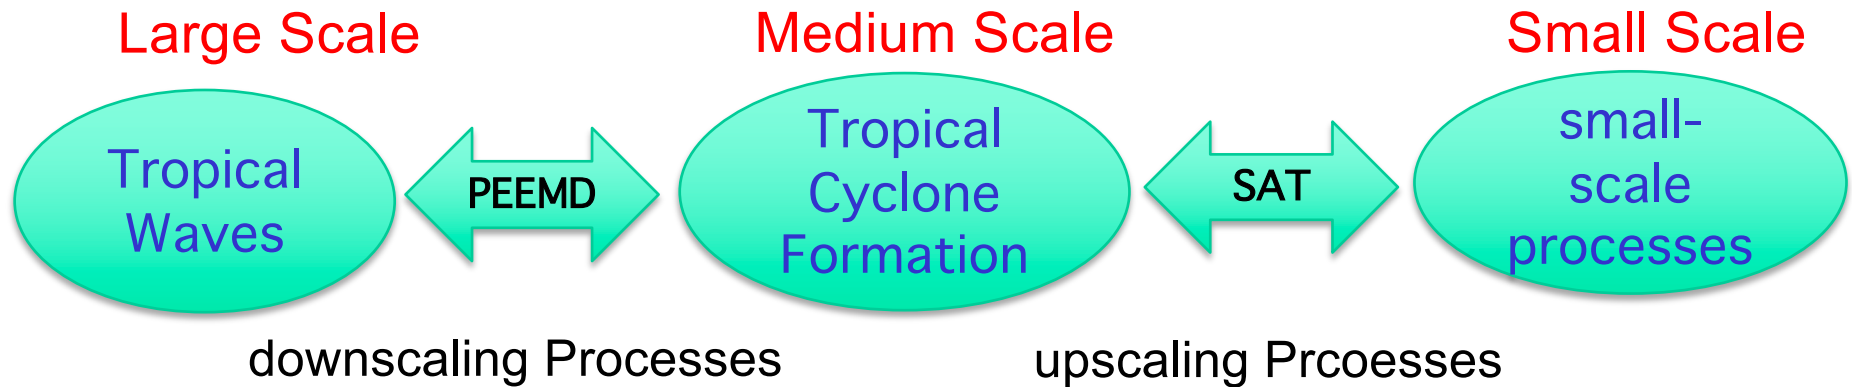 Large Scale
Medium Scale
Small Scale
Tropical
Waves
PEEMD
Tropical
Cyclone
Formation
SAT
small-
scale
processes
downscaling Processes
upscaling Prcoesses